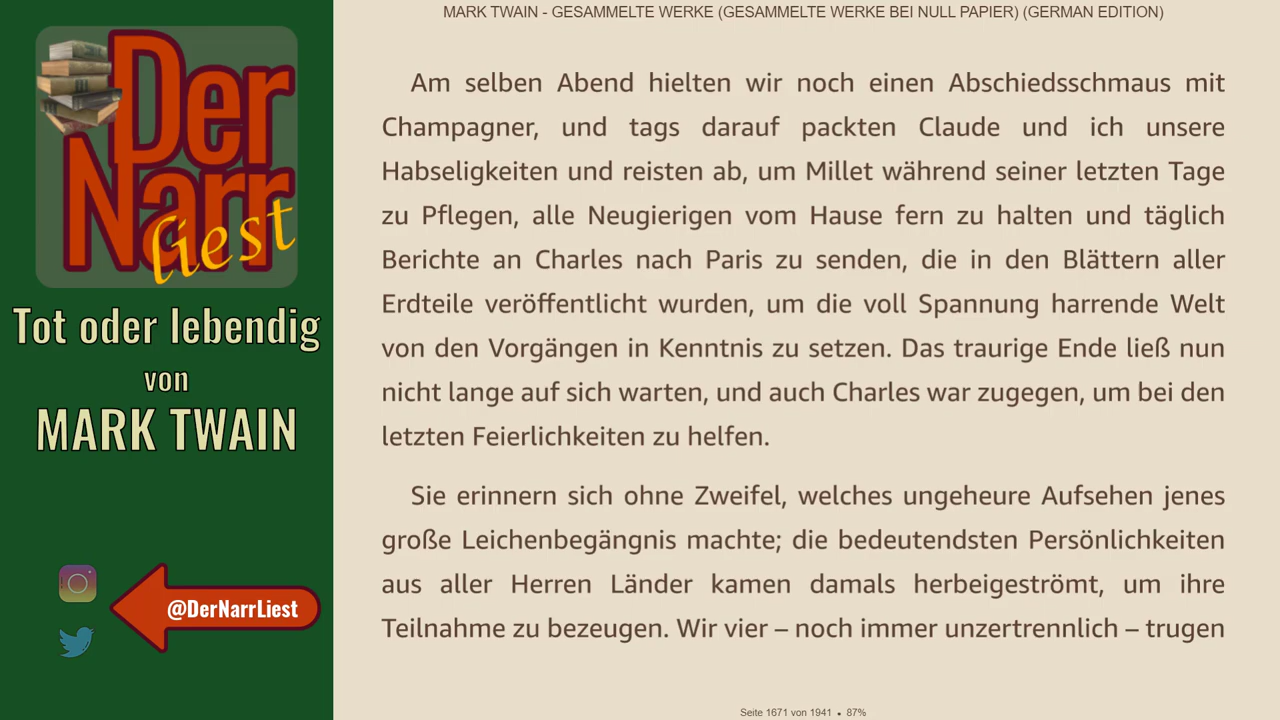 Der
Narr
liest
Tot oder lebendig
von
MARK TWAIN
@DerNarrLiest
MARK TWAIN - GESAMMELTE WERKE (GESAMMELTE WERKE BEI NULL PAPIER) (GERMAN EDITION)
Am selben Abend hielten wir noch einen Abschiedsschmaus mit
Champagner, und tags darauf packten Claude und ich unsere
Habseligkeiten und reisten ab, um Millet während seiner letzten Tage
zu Pflegen, alle Neugierigen vom Hause fern zu halten und täglich
Berichte an Charles nach Paris zu senden, die in den Blättern aller
Erdteile veröffentlicht wurden, um die voll Spannung harrende Welt
von den Vorgängen in Kenntnis zu setzen. Das traurige Ende ließ nun
nicht lange auf sich warten, und auch Charles war zugegen, um bei den
letzten Feierlichkeiten zu helfen.
Sie erinnern sich ohne Zweifel, welches ungeheure Aufsehen jenes
große Leichenbegängnis machte; die bedeutendsten Persönlichkeiten
aus aller Herren Länder kamen damals herbeigeströmt, um ihre
Teilnahme zu bezeugen. Wir vier – noch immer unzertrennlich – trugen
Seite 1671 von 1941 • 87%